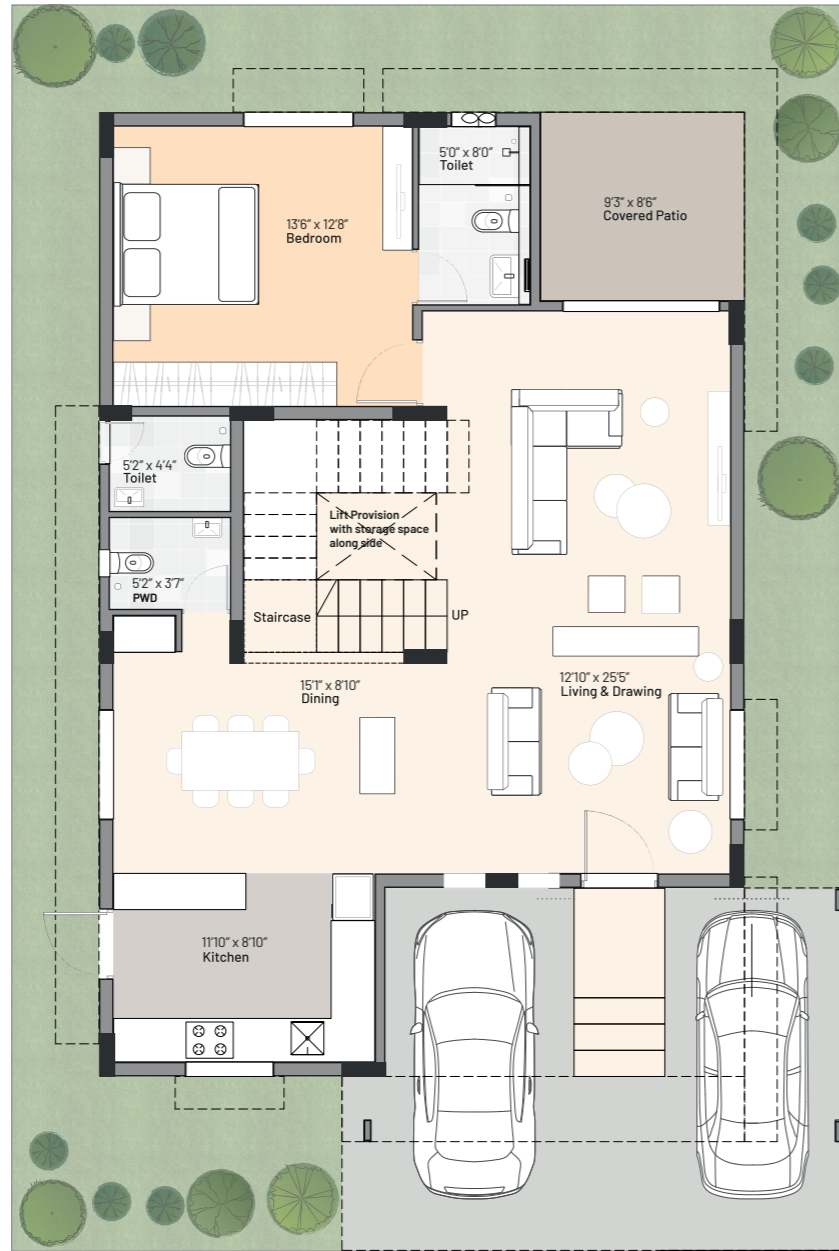 5'0" x 8'0"
Toilet
9'3" x 8'6"
Covered Patio
13'6" x 12'8"
Bedroom
5'2" x 4'4"
Toilet
Lift Provision
with storage space
along side
5'2" x 3'7"
PWD
Staircase
UP
15'1" x 8'10"
Dining
12'10" x 25'5"
Living & Drawing
11'10" x 8'10"
Kitchen